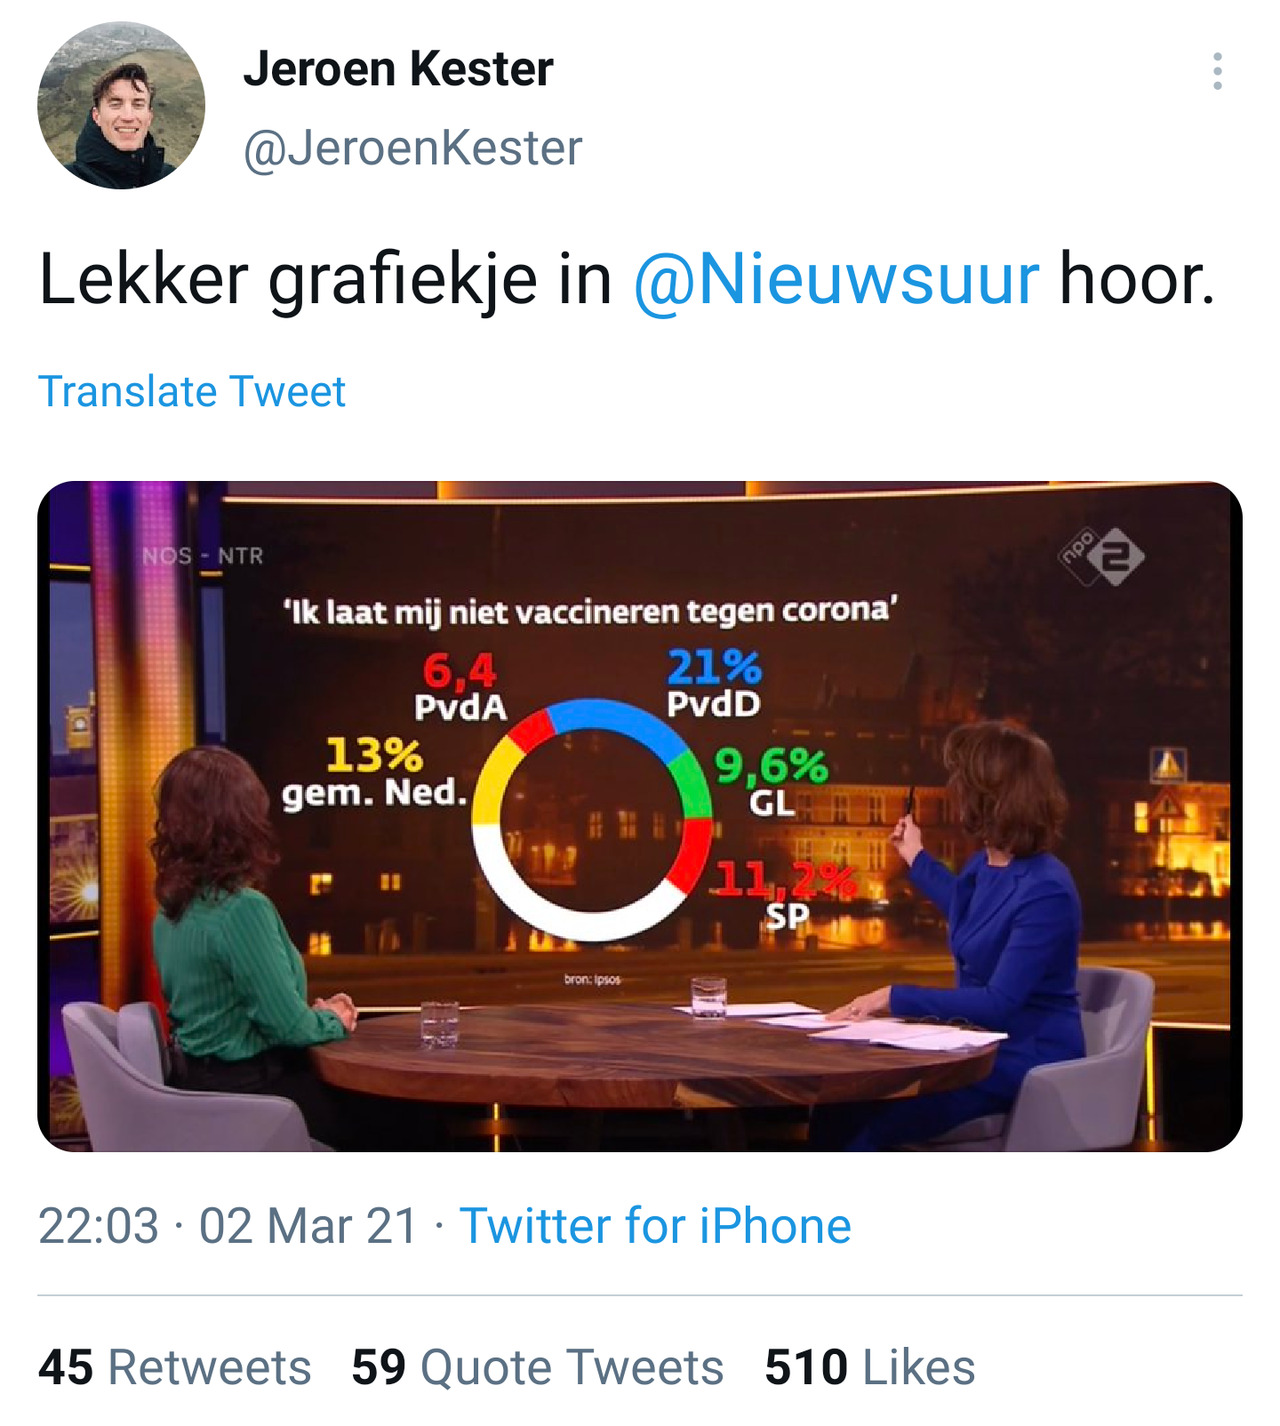 Jeroen Kester
@JeroenKester
Lekker grafiekje in @Nieuwsuur hoor.
Translate Tweet
NOS - NTR
npo 2
'Ik laat mij niet vaccineren tegen corona'
6,4
PvdA
21%
PvdD
13%
gem. Ned.
9,6%
GL
11,2%
SP
bron: Ipsos
22:03 · 02 Mar 21 · Twitter for iPhone
45 Retweets 59 Quote Tweets 510 Likes